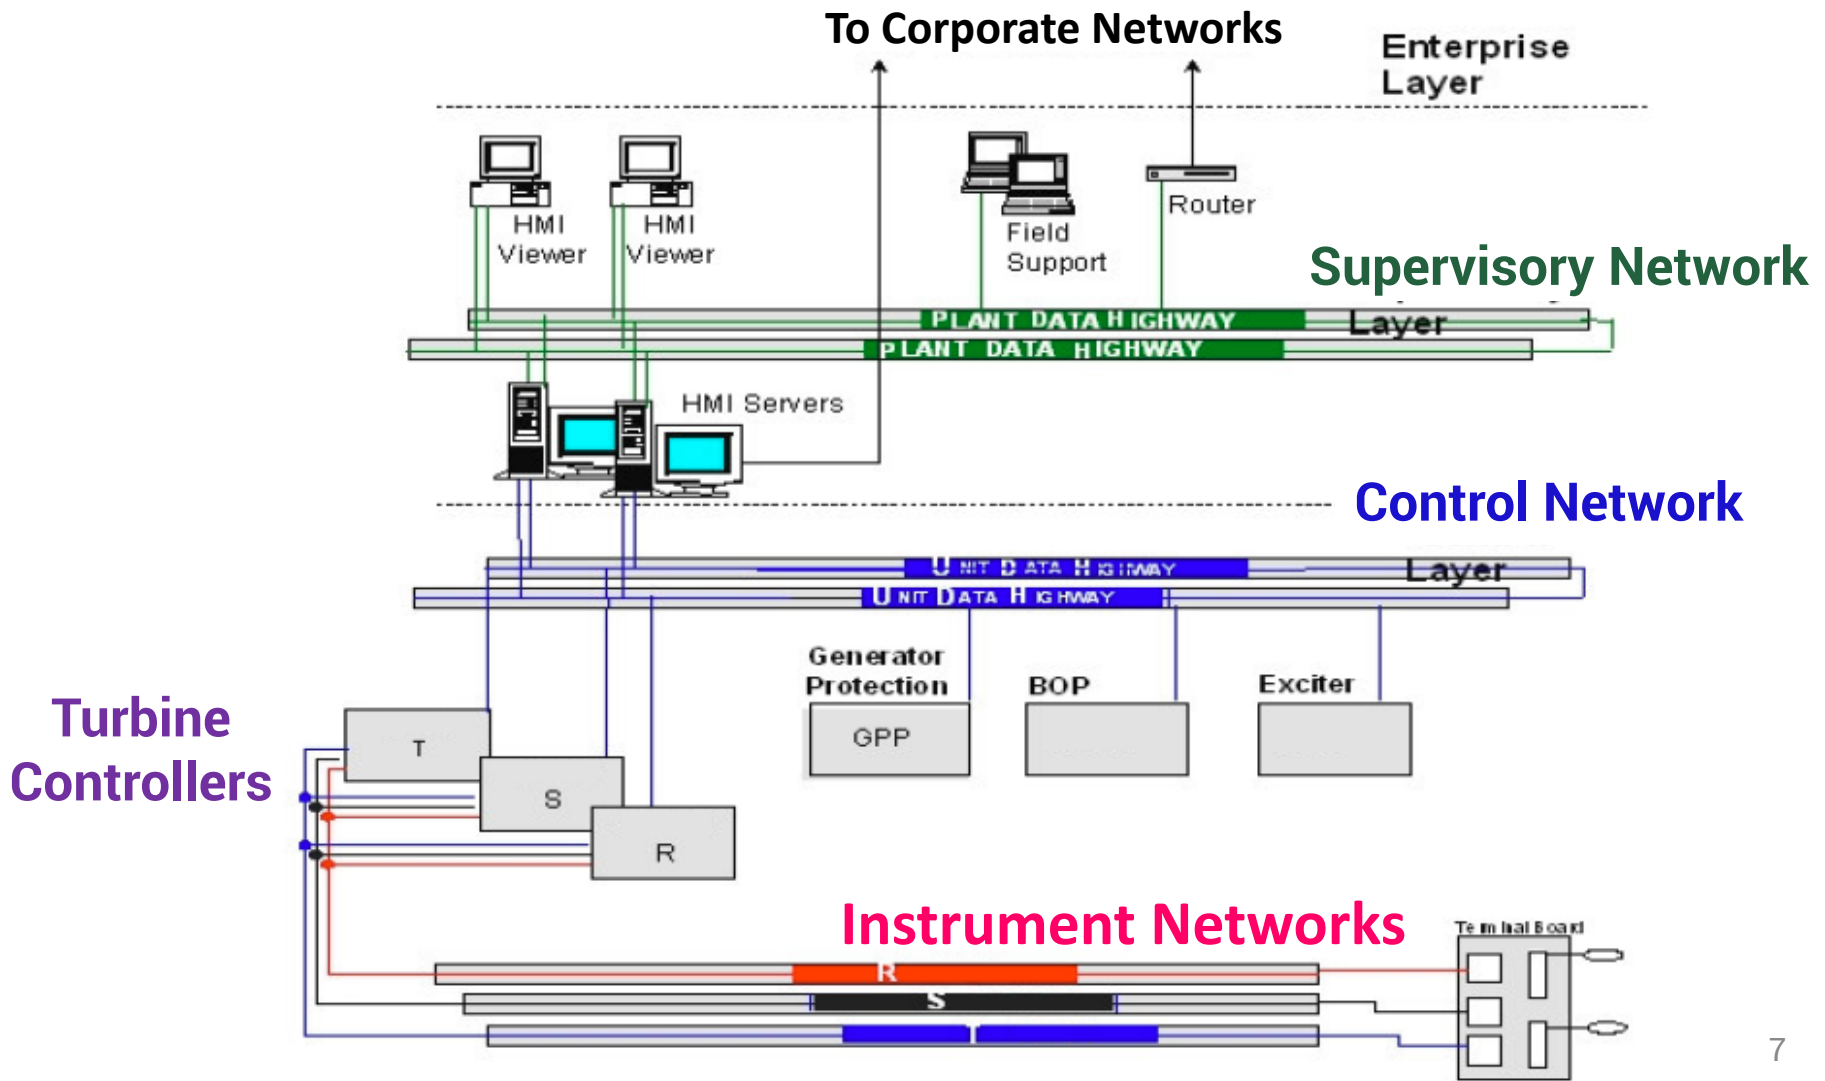 To Corporate Networks
Enterprise
Layer
HMI
Viewer
HMI
Viewer
Field
Support
Router
Supervisory Network
PLANT DATA HIGHWAY
Layer
PLANT DATA HIGHWAY
HMI Servers
Control Network
UNIT DATA HIGHWAY
Layer
UNIT DATA HIGHWAY
Generator
Protection
BOP
Exciter
GPP
Turbine
Controllers
T
S
R
Instrument Networks
Terminal Board
R
S
7